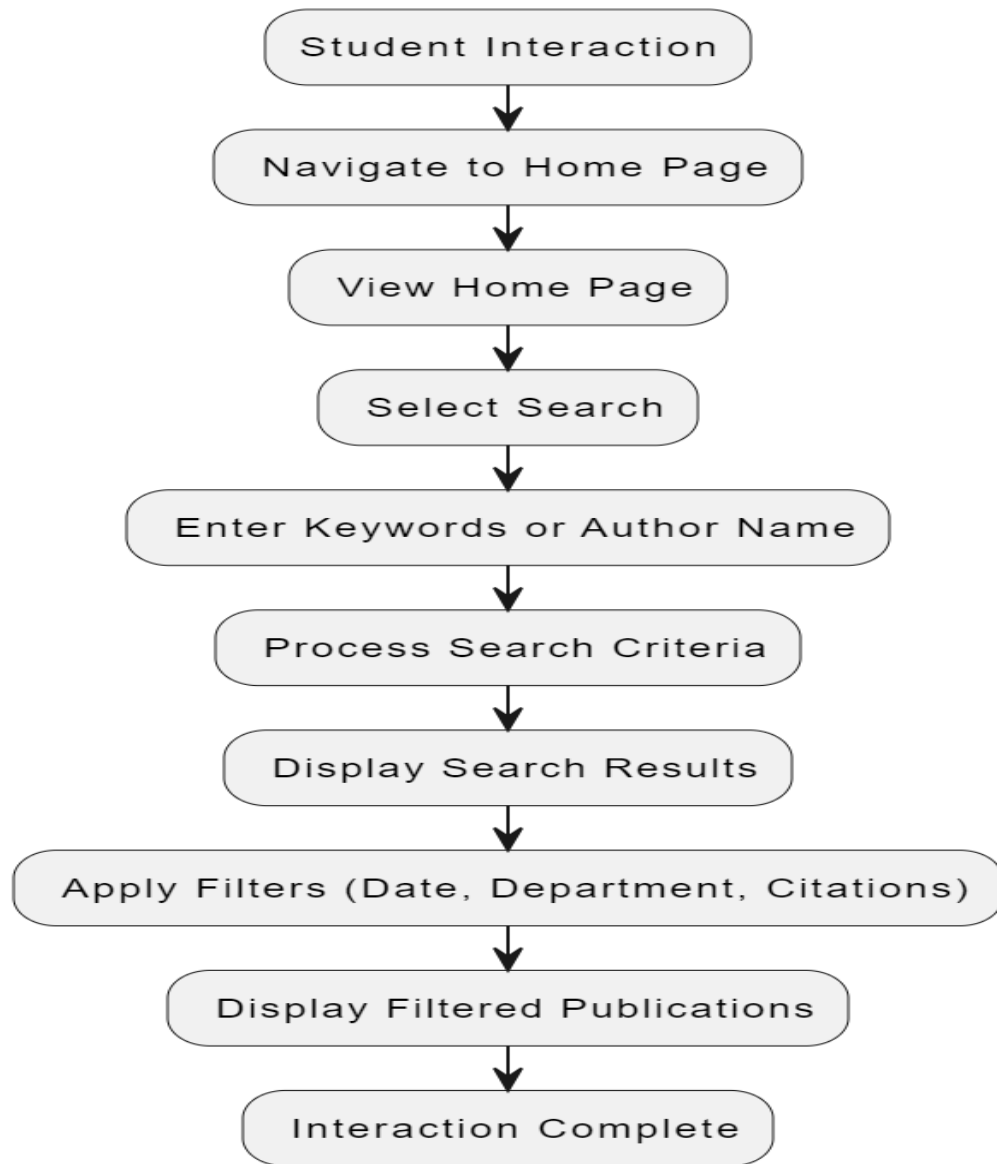 Student Interaction
Navigate to Home Page
View Home Page
Select Search
Enter Keywords or Author Name
Process Search Criteria
Display Search Results
Apply Filters (Date, Department, Citations)
Display Filtered Publications
Interaction Complete